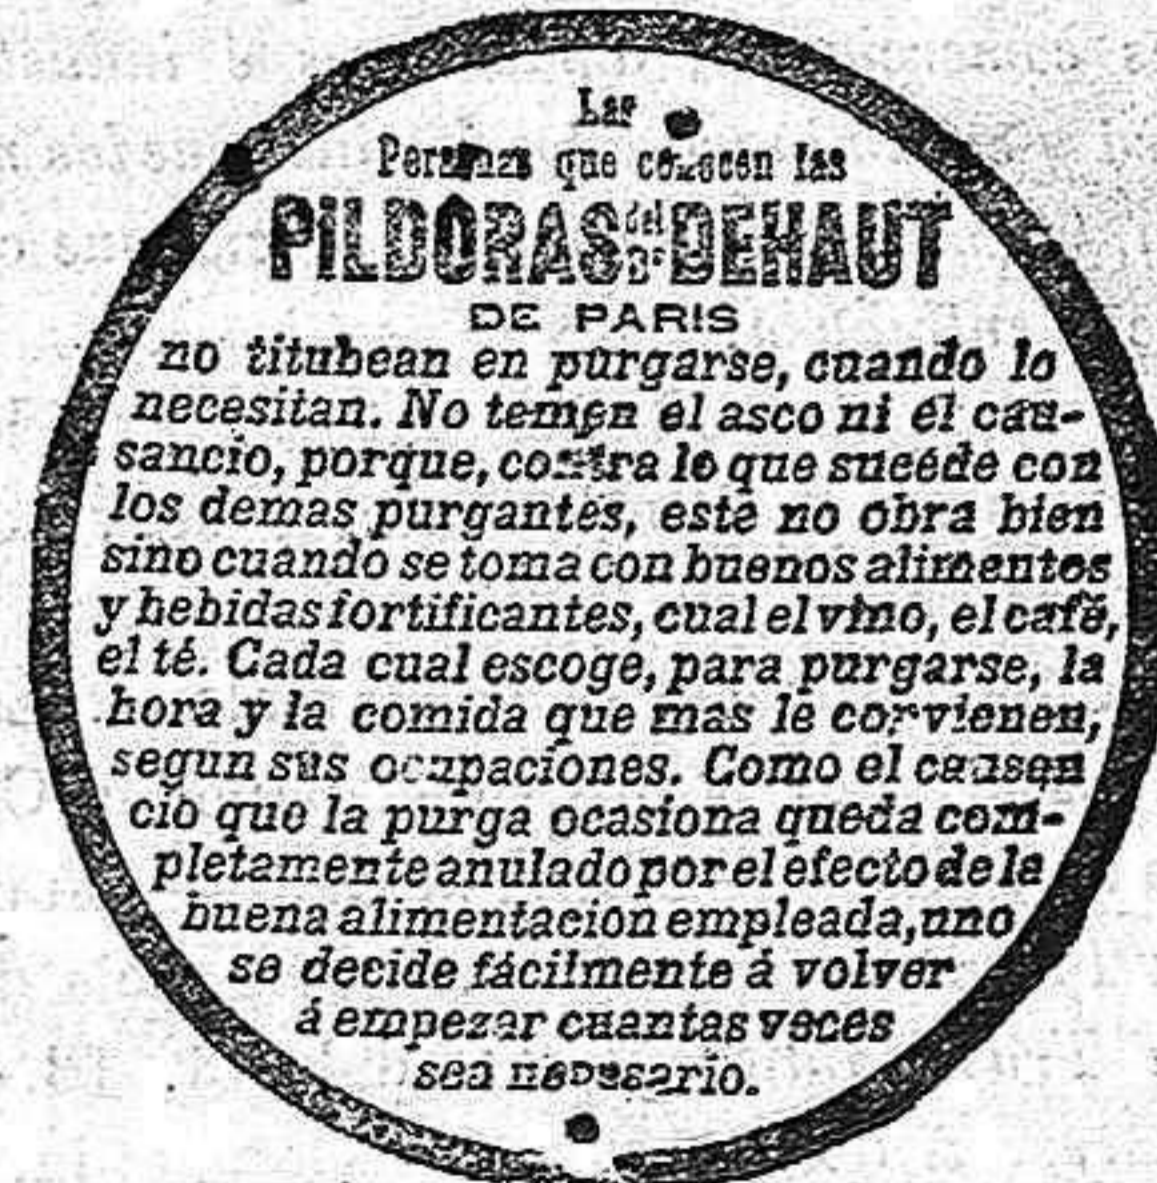 Las
Personas que conocen las
PILDORAS del Dr DEHAUT
DE PARIS
no titubean en purgarse, cuando lo
necesitan. No temen el asco ni el cau-
sancio, porque, contra lo que sucede con
los demas purgantes, este no obra bien
sino cuando se toma con buenos alimentos
y bebidas fortificantes, cual el vino, el café,
el té. Cada cual escoge, para purgarse, la
hora y la comida que mas le convienen,
segun sus ocupaciones. Como el causan
cio que la purga ocasiona queda com-
pletamente anulado por el efecto de la
buena alimentacion empleada, uno
se decide fácilmente á volver
á empezar cuantas veces
sea necesario.